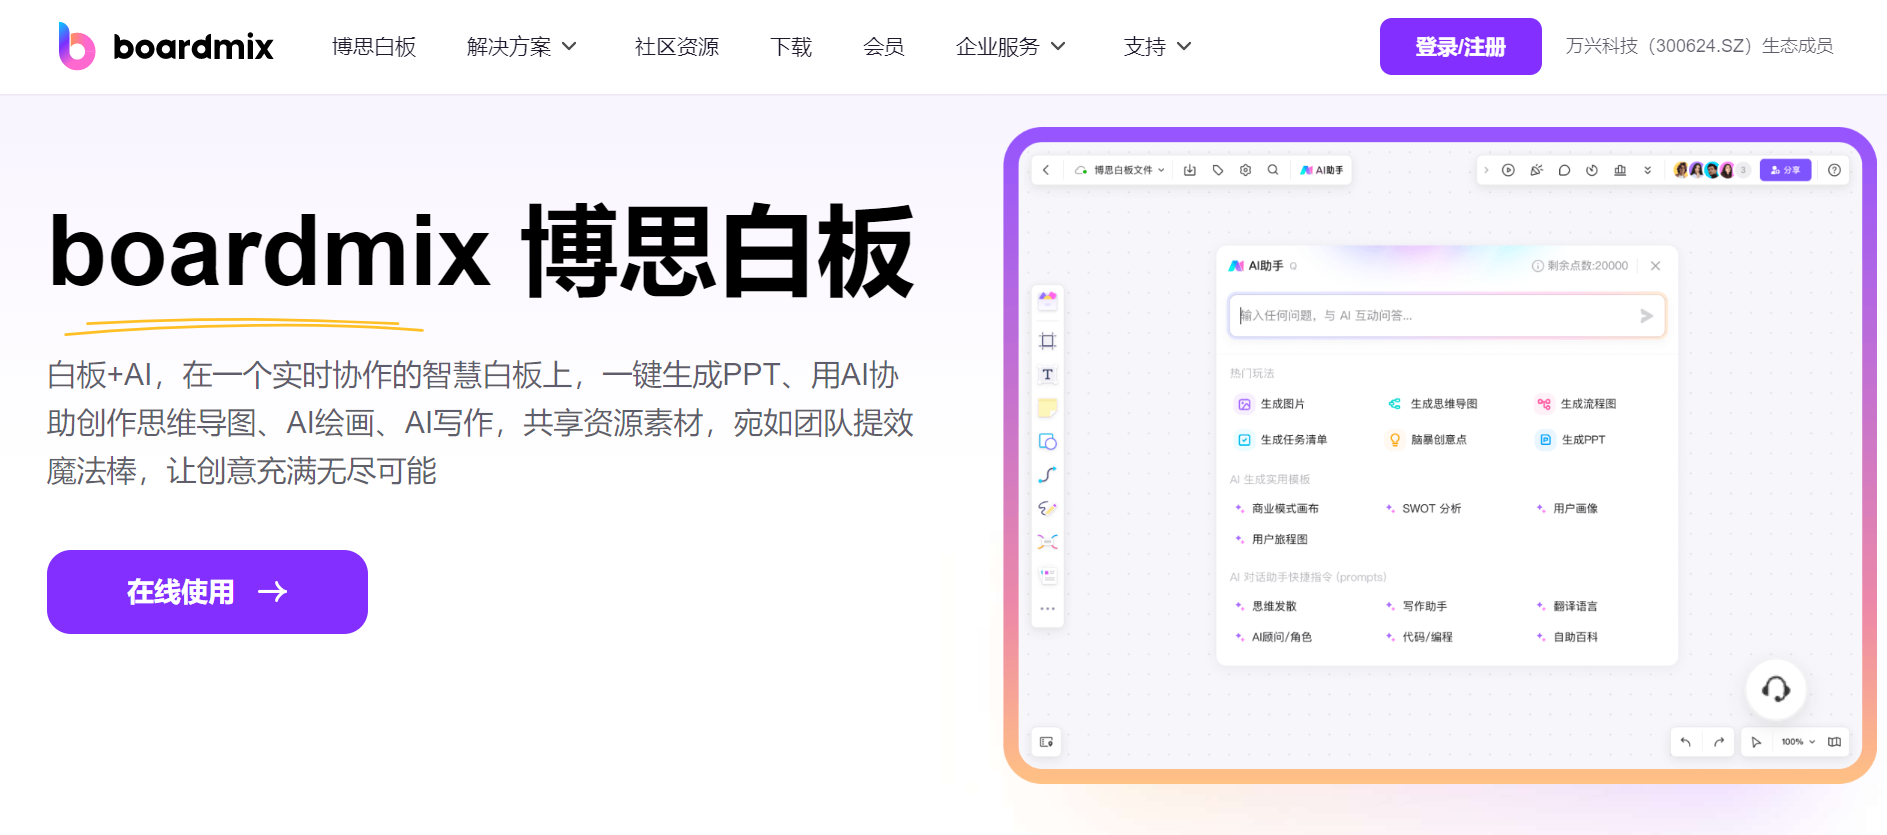 boardmix 博思白板 解决方案 社区资源 下载 会员 企业服务 支持 登录/注册 万兴科技（300624.SZ）生态成员
boardmix 博思白板
白板+AI，在一个实时协作的智慧白板上，一键生成PPT、用AI协
助创作思维导图、AI绘画、AI写作，共享资源素材，宛如团队提效
魔法棒，让创意充满无尽可能
在线使用
博思白板文件 AI助手 3 分享
AI助手 剩余点数:20000
输入任何问题，与 AI 互动问答...
热门玩法
生成图片 生成思维导图 生成流程图
生成任务清单 脑暴创意点 生成PPT
AI 生成实用模板
商业模式画布 SWOT 分析 用户画像
用户旅程图
AI 对话助手快捷指令 (prompts)
思维发散 写作助手 翻译语言
AI顾问/角色 代码/编程 自助百科
T
100%